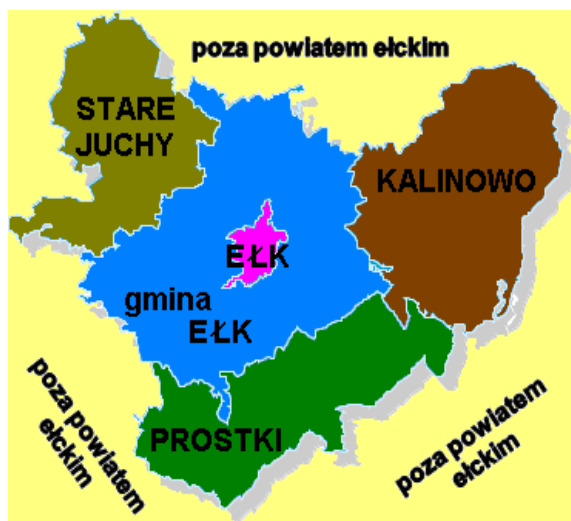 poza powiatem ełckim
STARE
JUCHY
KALINOWO
EŁK
gmina
EŁK
PROSTKI
poza powiatem
ełckim
poza powiatem
ełckim